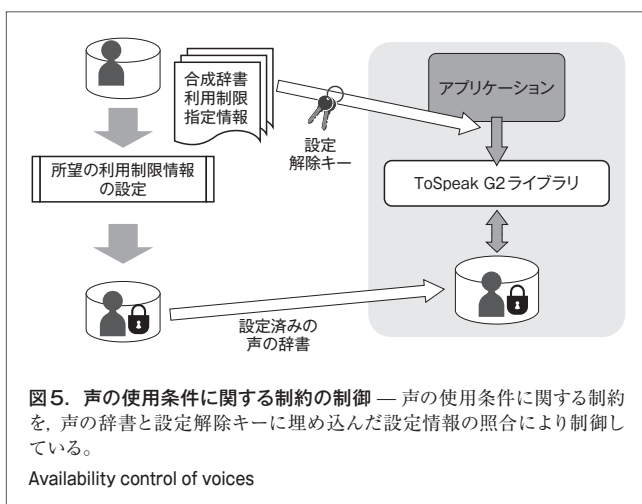 合成辞書
利用制限
指定情報
アプリケーション
設定
解除キー
所望の利用制限情報
の設定
ToSpeak G2ライブラリ
設定済みの
声の辞書
図5. 声の使用条件に関する制約の制御 — 声の使用条件に関する制約
を，声の辞書と設定解除キーに埋め込んだ設定情報の照合により制御し
ている。
Availability control of voices